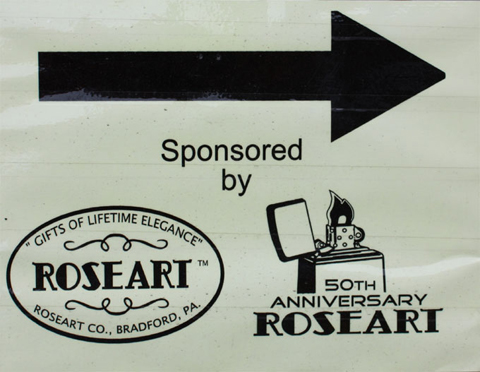 Sponsored
by
"GIFTS OF LIFETIME ELEGANCE"
ROSEART™
ROSEART CO., BRADFORD, PA.
50TH
ANNIVERSARY
ROSEART